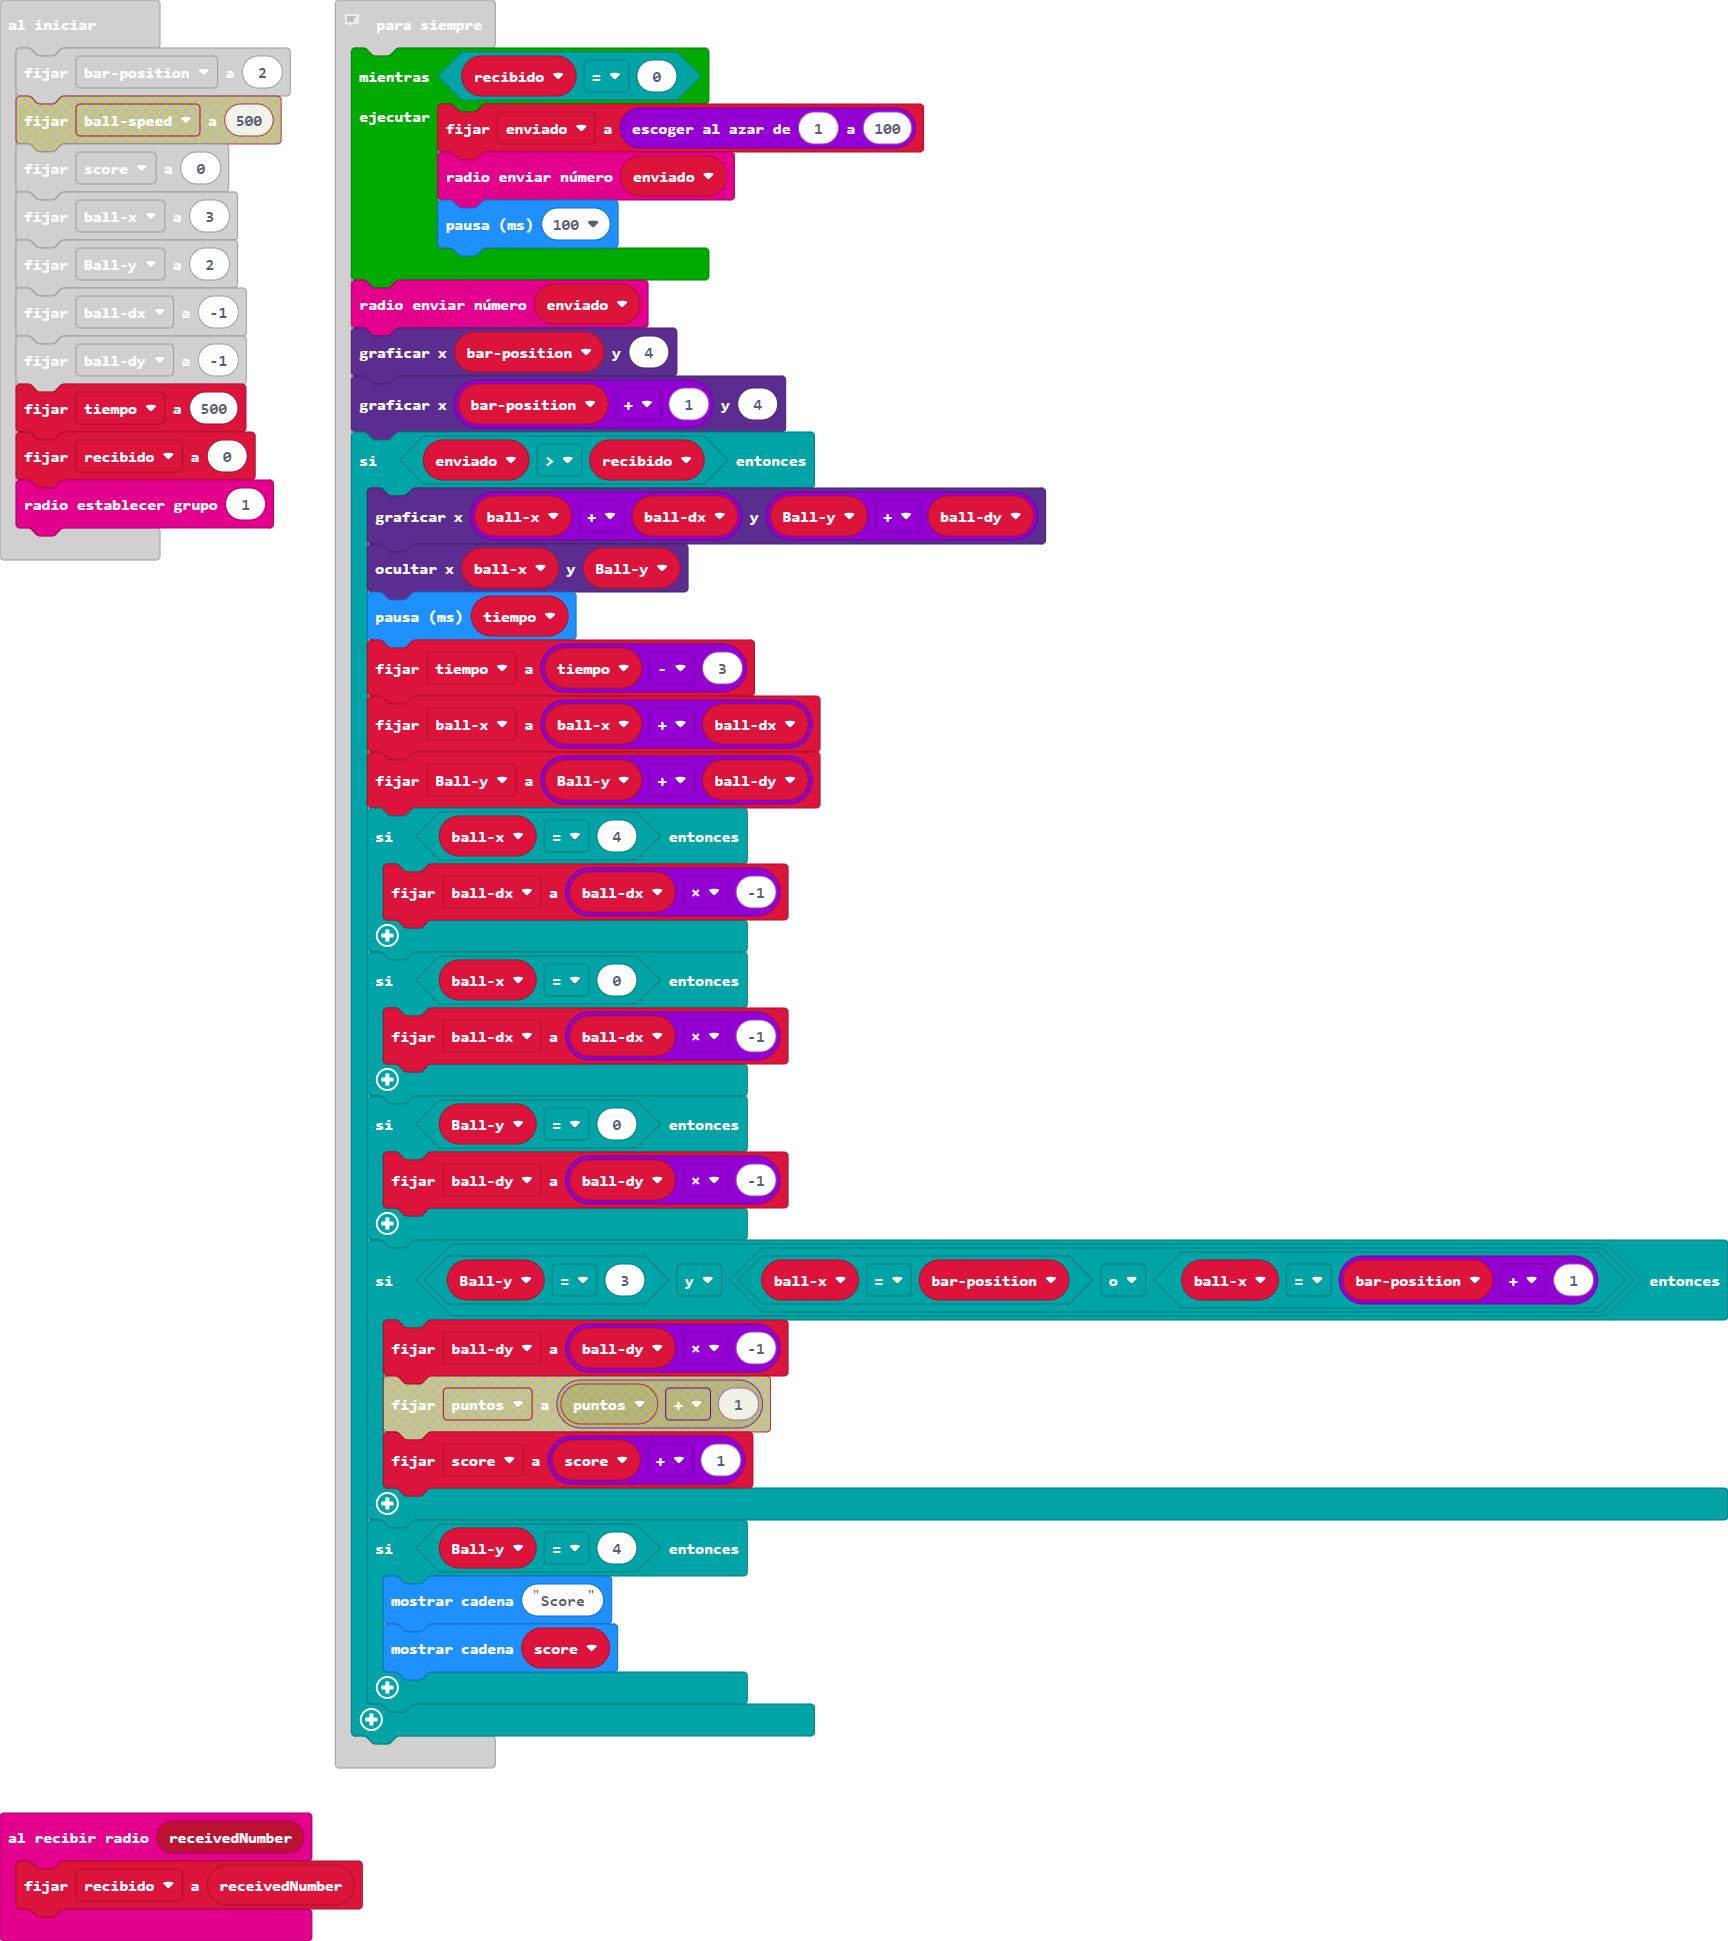 al iniciar
fijar bar-position a 2
fijar ball-speed a 500
fijar score a 0
fijar ball-x a 3
fijar Ball-y a 2
fijar ball-dx a -1
fijar ball-dy a -1
fijar tiempo a 500
fijar recibido a 0
radio establecer grupo 1
para siempre
mientras recibido = 0
ejecutar
fijar enviado a escoger al azar de 1 a 100
radio enviar número enviado
pausa (ms) 100
radio enviar número enviado
graficar x bar-position y 4
graficar x bar-position + 1 y 4
si enviado > recibido entonces
graficar x ball-x + ball-dx y Ball-y + ball-dy
ocultar x ball-x y Ball-y
pausa (ms) tiempo
fijar tiempo a tiempo - 3
fijar ball-x a ball-x + ball-dx
fijar Ball-y a Ball-y + ball-dy
si ball-x = 4 entonces
fijar ball-dx a ball-dx × -1
si ball-x = 0 entonces
fijar ball-dx a ball-dx × -1
si Ball-y = 0 entonces
fijar ball-dy a ball-dy × -1
si Ball-y = 3 y ball-x = bar-position o ball-x = bar-position + 1 entonces
fijar ball-dy a ball-dy × -1
fijar puntos a puntos + 1
fijar score a score + 1
si Ball-y = 4 entonces
mostrar cadena "Score"
mostrar cadena score
al recibir radio receivedNumber
fijar recibido a receivedNumber